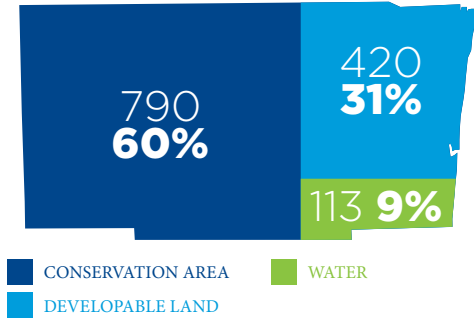 790
60%
420
31%
113 9%
CONSERVATION AREA
WATER
DEVELOPABLE LAND